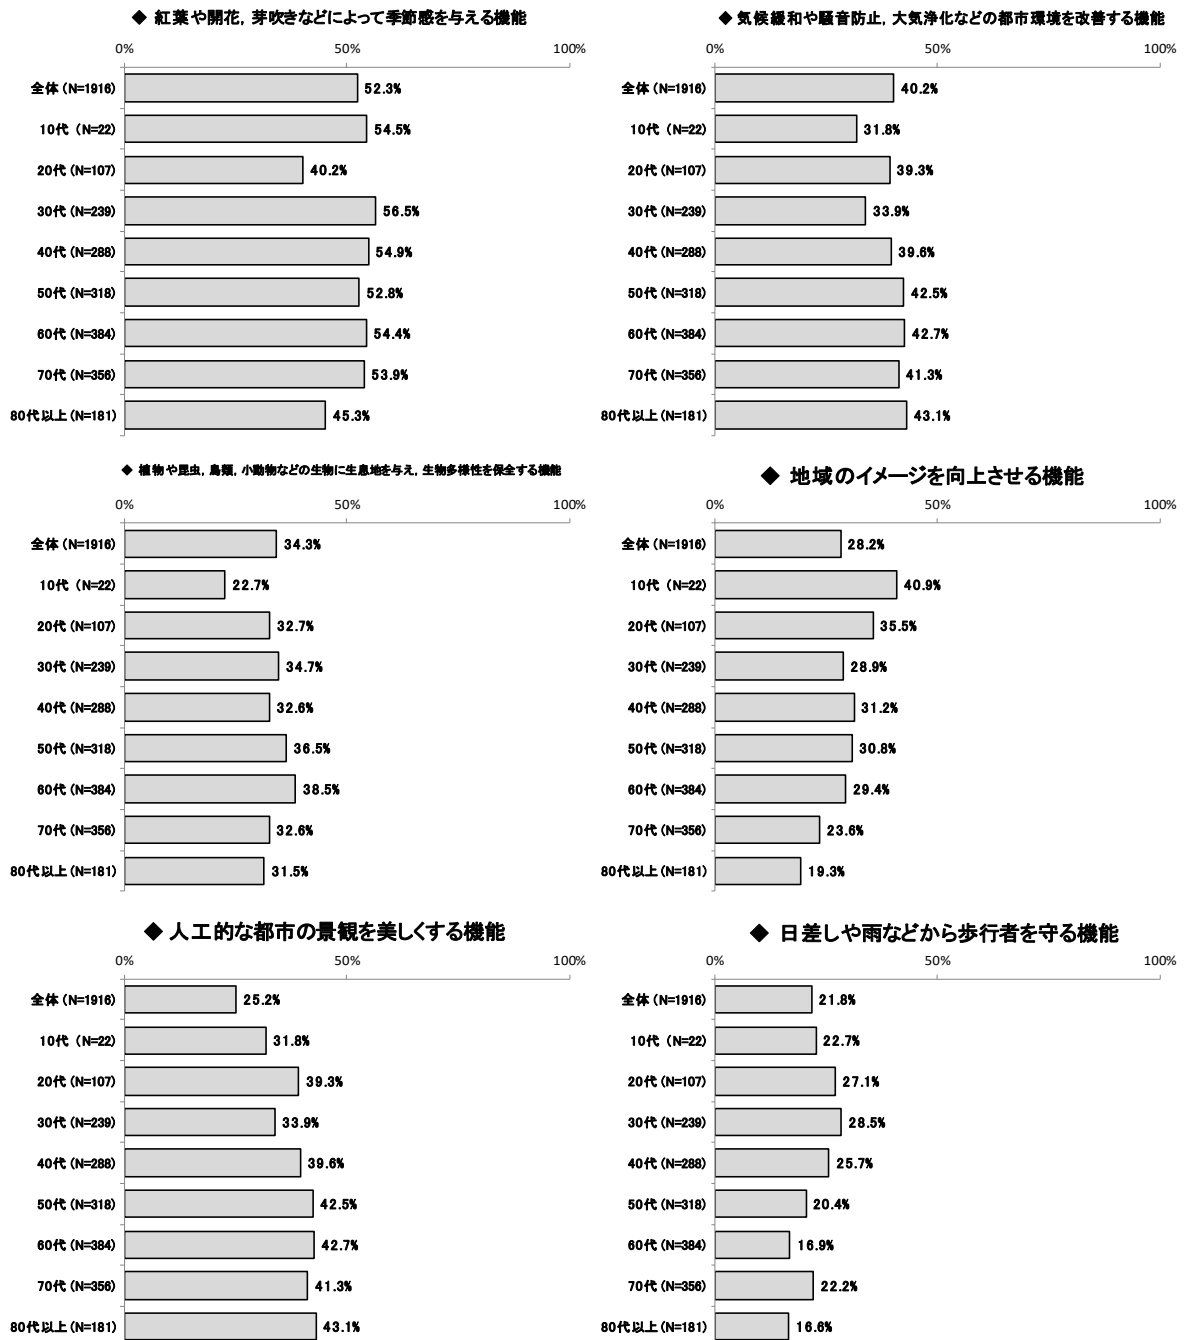 ◆ 紅葉や開花, 芽吹きなどによって季節感を与える機能
0% 50% 100%
全体 (N=1916) 52.3%
10代 (N=22) 54.5%
20代 (N=107) 40.2%
30代 (N=239) 56.5%
40代 (N=288) 54.9%
50代 (N=318) 52.8%
60代 (N=384) 54.4%
70代 (N=356) 53.9%
80代以上 (N=181) 45.3%
◆ 気候緩和や騒音防止, 大気浄化などの都市環境を改善する機能
0% 50% 100%
全体 (N=1916) 40.2%
10代 (N=22) 31.8%
20代 (N=107) 39.3%
30代 (N=239) 33.9%
40代 (N=288) 39.6%
50代 (N=318) 42.5%
60代 (N=384) 42.7%
70代 (N=356) 41.3%
80代以上 (N=181) 43.1%
◆ 植物や昆虫, 鳥類, 小動物などの生物に生息地を与え, 生物多様性を保全する機能
0% 50% 100%
全体 (N=1916) 34.3%
10代 (N=22) 22.7%
20代 (N=107) 32.7%
30代 (N=239) 34.7%
40代 (N=288) 32.6%
50代 (N=318) 36.5%
60代 (N=384) 38.5%
70代 (N=356) 32.6%
80代以上 (N=181) 31.5%
◆ 地域のイメージを向上させる機能
0% 50% 100%
全体 (N=1916) 28.2%
10代 (N=22) 40.9%
20代 (N=107) 35.5%
30代 (N=239) 28.9%
40代 (N=288) 31.2%
50代 (N=318) 30.8%
60代 (N=384) 29.4%
70代 (N=356) 23.6%
80代以上 (N=181) 19.3%
◆ 人工的な都市の景観を美しくする機能
0% 50% 100%
全体 (N=1916) 25.2%
10代 (N=22) 31.8%
20代 (N=107) 39.3%
30代 (N=239) 33.9%
40代 (N=288) 39.6%
50代 (N=318) 42.5%
60代 (N=384) 42.7%
70代 (N=356) 41.3%
80代以上 (N=181) 43.1%
◆ 日差しや雨などから歩行者を守る機能
0% 50% 100%
全体 (N=1916) 21.8%
10代 (N=22) 22.7%
20代 (N=107) 27.1%
30代 (N=239) 28.5%
40代 (N=288) 25.7%
50代 (N=318) 20.4%
60代 (N=384) 16.9%
70代 (N=356) 22.2%
80代以上 (N=181) 16.6%